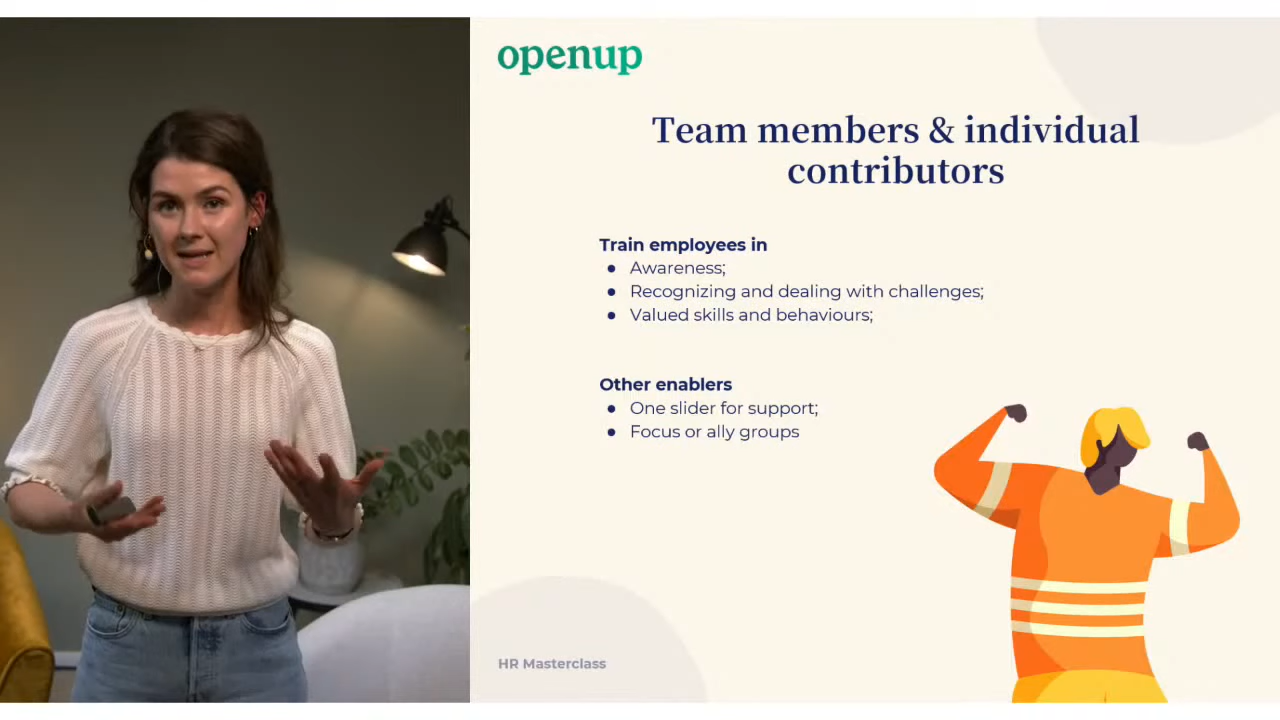 openup
Team members & individual
contributors
Train employees in
● Awareness;
● Recognizing and dealing with challenges;
● Valued skills and behaviours;
Other enablers
● One slider for support;
● Focus or ally groups
HR Masterclass